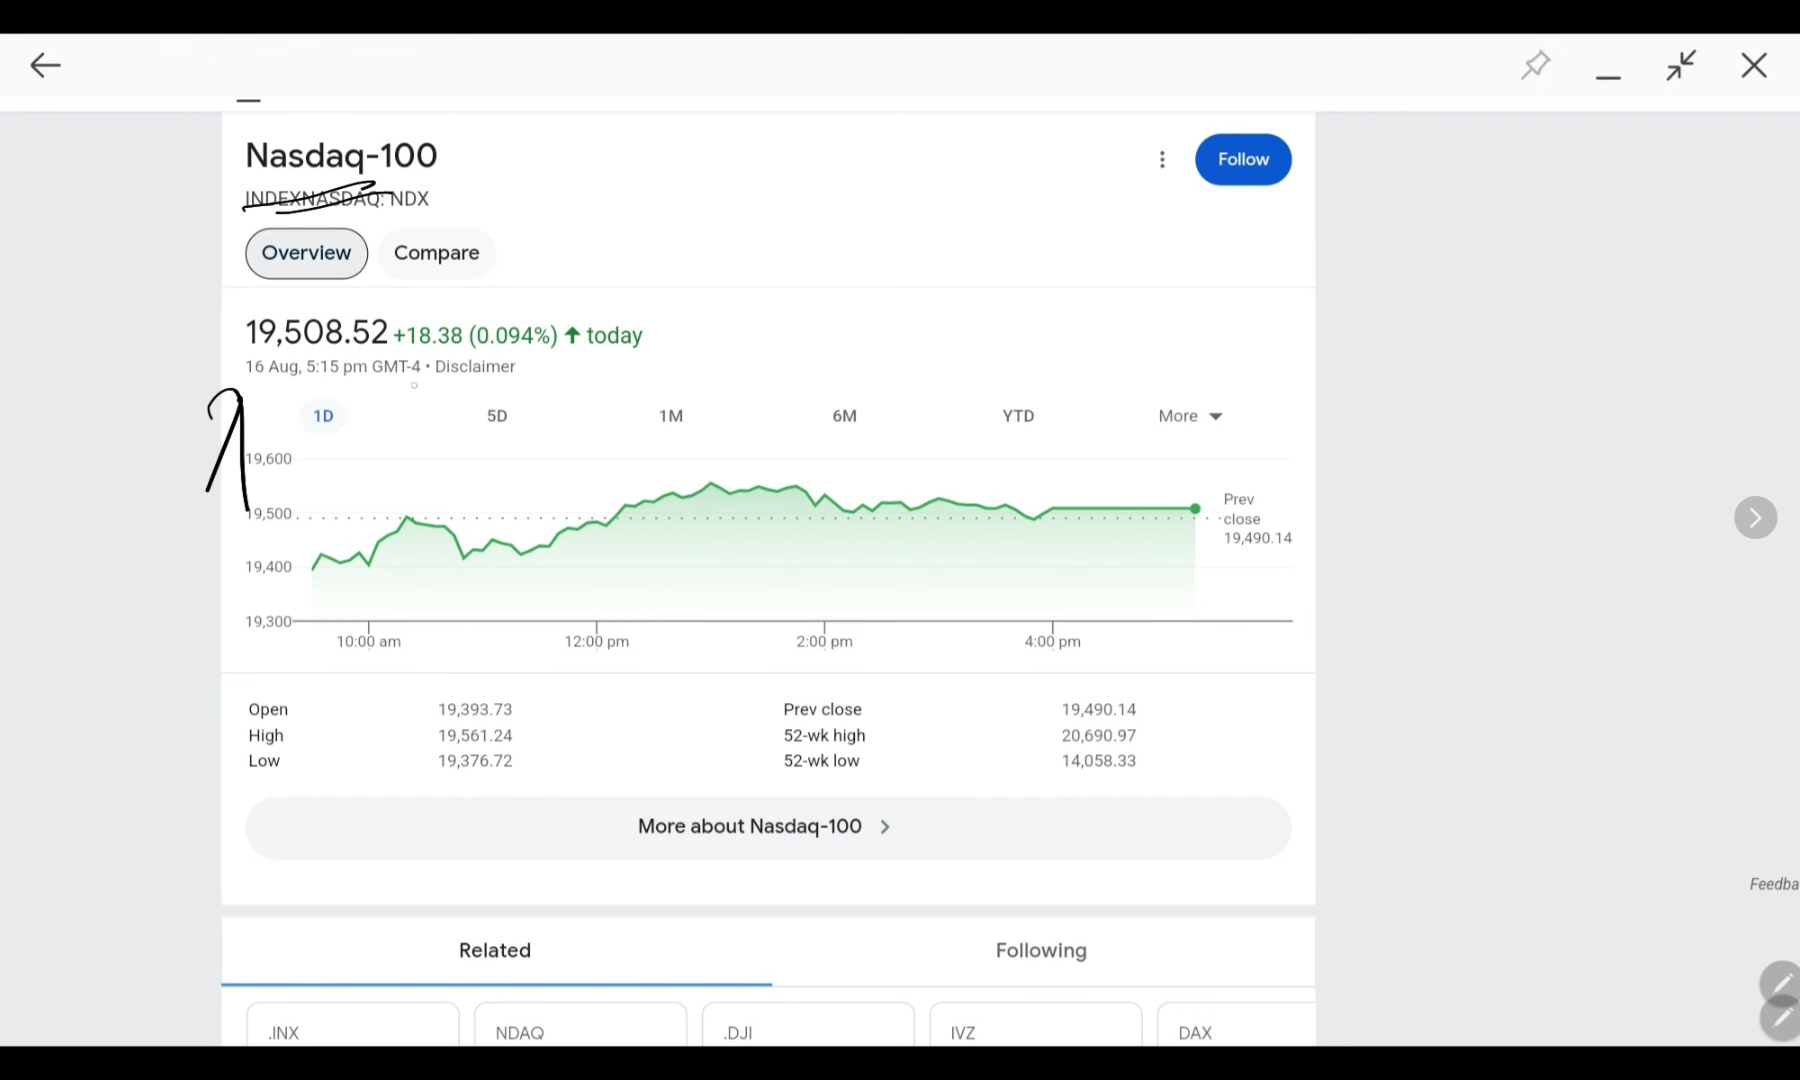 Nasdaq-100
INDEXNASDAQ: NDX
Follow
Overview
Compare
19,508.52 +18.38 (0.094%) ↑ today
16 Aug, 5:15 pm GMT-4 • Disclaimer
1D 5D 1M 6M YTD More
19,600
19,500
19,400
19,300
Prev
close
19,490.14
10:00 am 12:00 pm 2:00 pm 4:00 pm
Open 19,393.73 Prev close 19,490.14
High 19,561.24 52-wk high 20,690.97
Low 19,376.72 52-wk low 14,058.33
More about Nasdaq-100
Feedba
Related Following
.INX NDAQ .DJI IVZ DAX